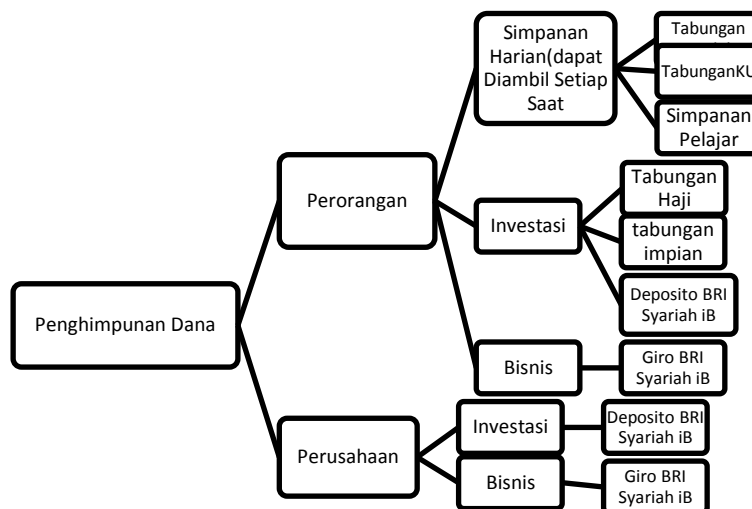 Penghimpunan Dana
Perorangan
Simpanan
Harian(dapat
Diambil Setiap
Saat
Tabungan
TabunganKU
Simpanan
Pelajar
Investasi
Tabungan
Haji
tabungan
impian
Deposito BRI
Syariah iB
Bisnis
Giro BRI
Syariah iB
Perusahaan
Investasi
Deposito BRI
Syariah iB
Bisnis
Giro BRI
Syariah iB